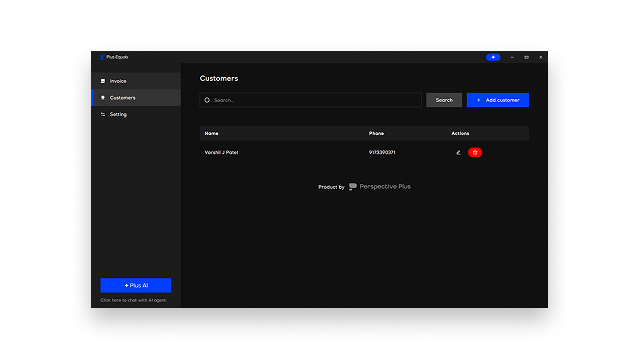 Plus Equals
Invoice
Customers
Setting
+ Plus AI
Click here to chat with AI agent.
Customers
Search...
Search
+ Add customer
Name Phone Actions
Varshil J Patel 9173390371
Product by Perspective Plus